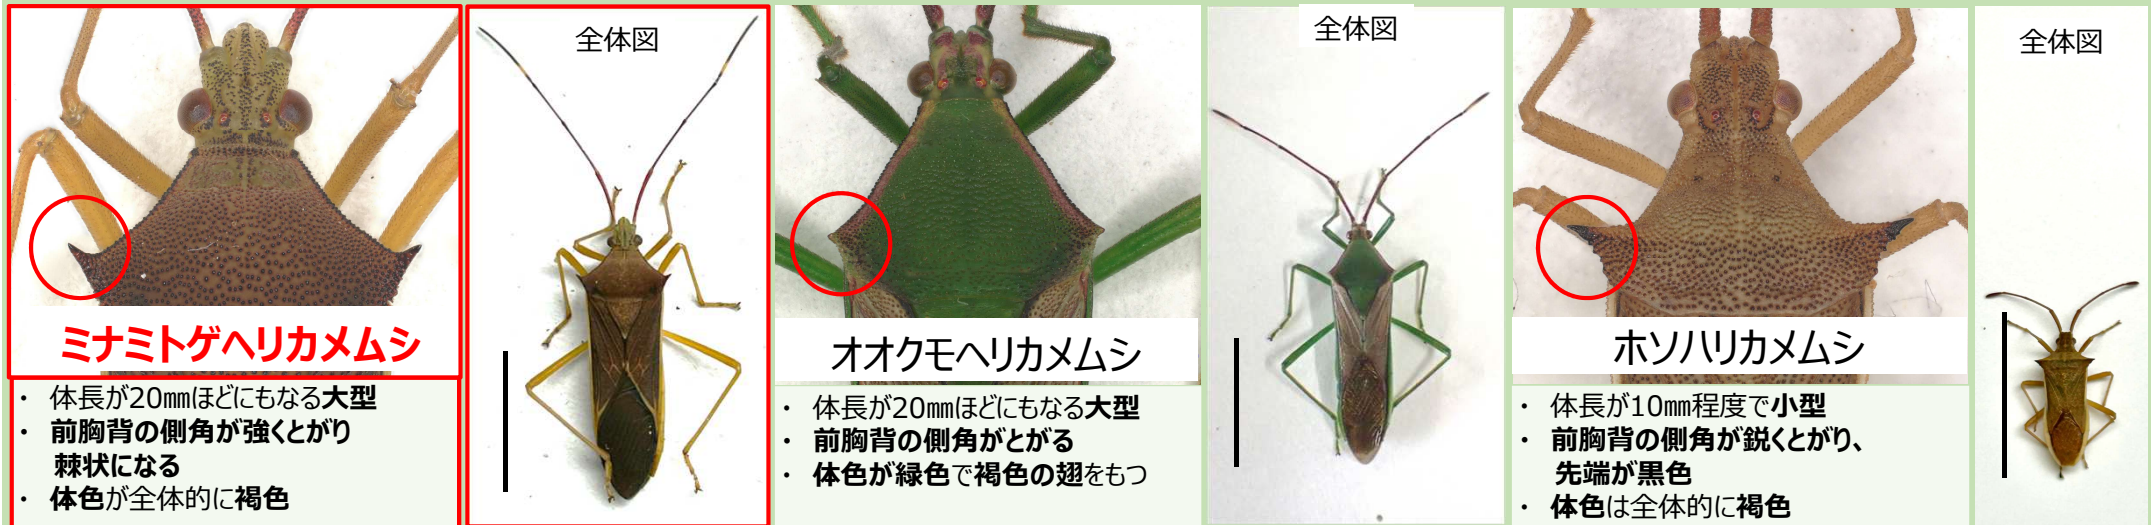 全体図
ミナミトゲヘリカメムシ
・ 体長が20㎜ほどにもなる大型
・ 前胸背の側角が強くとがり
棘状になる
・ 体色が全体的に褐色
オオクモヘリカメムシ
・ 体長が20㎜ほどにもなる大型
・ 前胸背の側角がとがる
・ 体色が緑色で褐色の翅をもつ
全体図
ホソハリカメムシ
・ 体長が10㎜程度で小型
・ 前胸背の側角が鋭くとがり、
先端が黒色
・ 体色は全体的に褐色
全体図